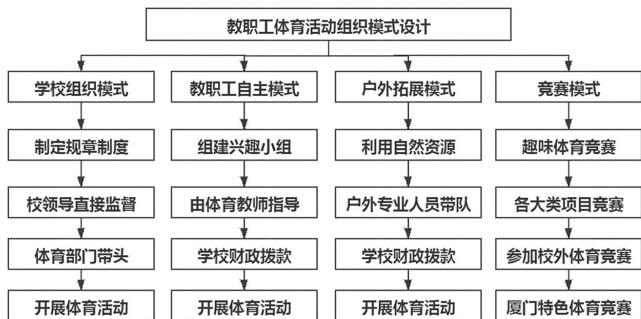 教职工体育活动组织模式设计
学校组织模式
教职工自主模式
户外拓展模式
竞赛模式
制定规章制度
组建兴趣小组
利用自然资源
趣味体育竞赛
校领导直接监督
由体育教师指导
户外专业人员带队
各大类项目竞赛
体育部门带头
学校财政拨款
学校财政拨款
参加校外体育竞赛
开展体育活动
开展体育活动
开展体育活动
厦门特色体育竞赛